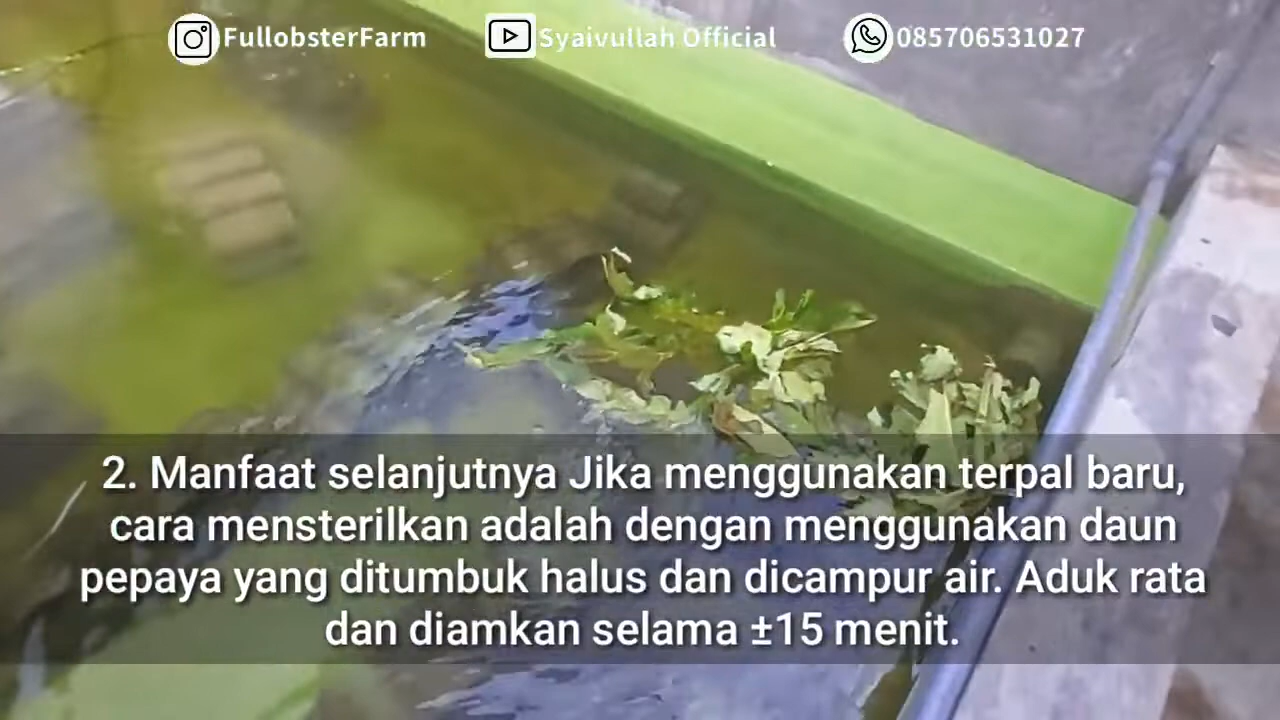 FullobsterFarm Syaivullah Official 085706531027
2. Manfaat selanjutnya Jika menggunakan terpal baru,
cara mensterilkan adalah dengan menggunakan daun
pepaya yang ditumbuk halus dan dicampur air. Aduk rata
dan diamkan selama ±15 menit.